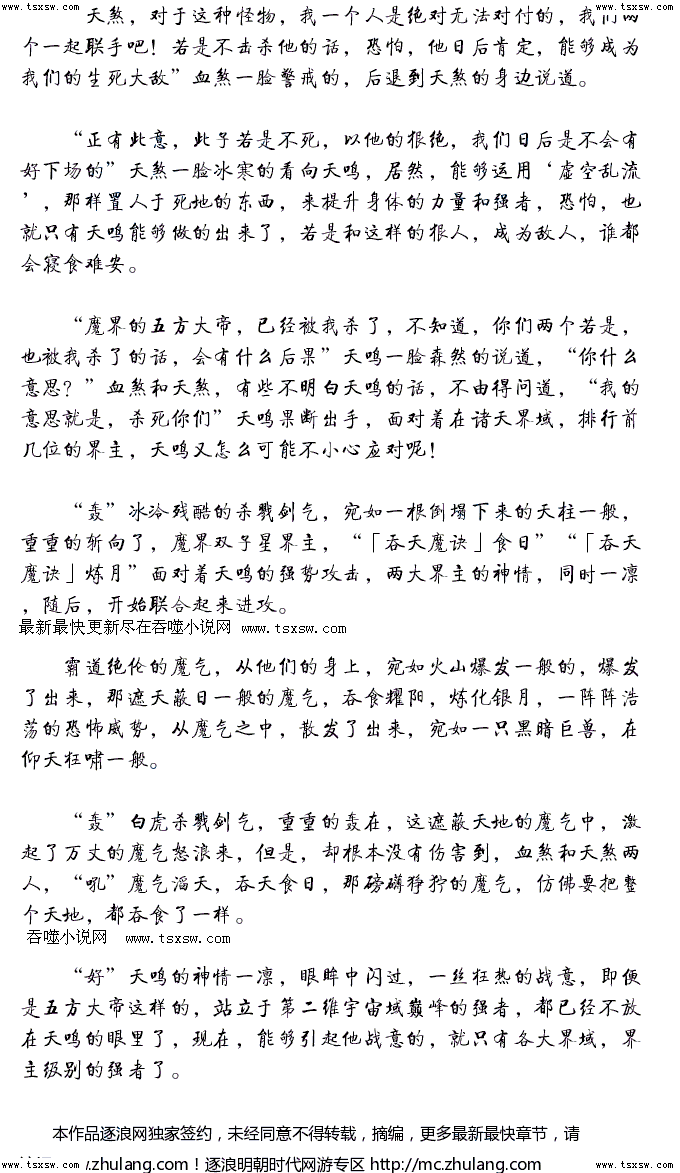 www.tsxsw.com www.tsxsw.com
天煞，对于这种怪物，我一个人是绝对无法对付的，我们两
个一起联手吧！若是不击杀他的话，恐怕，他日后肯定，能够成为
我们的生死大敌”血煞一脸警戒的，后退到天煞的身边说道。
“正有此意，此子若是不死，以他的狠绝，我们日后是不会有
好下场的”天煞一脸冰寒的看向天鸣，居然，能够运用‘虚空乱流
’，那样置人于死地的东西，来提升身体的力量和强者，恐怕，也
就只有天鸣能够做的出来了，若是和这样的狠人，成为敌人，谁都
会寝食难安。
“魔界的五方大帝，已经被我杀了，不知道，你们两个若是，
也被我杀了的话，会有什么后果”天鸣一脸森然的说道，“你什么
意思？”血煞和天煞，有些不明白天鸣的话，不由得问道，“我的
意思就是，杀死你们”天鸣果断出手，面对着在诸天界域，排行前
几位的界主，天鸣又怎么可能不小心应对呢！
“轰”冰冷残酷的杀戮剑气，宛如一根倒塌下来的天柱一般，
重重的斩向了，魔界双子星界主，“「吞天魔诀」食日”“「吞天
魔诀」炼月”面对着天鸣的强势攻击，两大界主的神情，同时一凛
，随后，开始联合起来进攻。
最新最快更新尽在吞噬小说网 www.tsxsw.com
霸道绝伦的魔气，从他们的身上，宛如火山爆发一般的，爆发
了出来，那遮天蔽日一般的魔气，吞食耀阳，炼化银月，一阵阵浩
荡的恐怖威势，从魔气之中，散发了出来，宛如一只黑暗巨兽，在
仰天狂啸一般。
“轰”白虎杀戮剑气，重重的轰在，这遮蔽天地的魔气中，激
起了万丈的魔气怒浪来，但是，却根本没有伤害到，血煞和天煞两
人，“吼”魔气滔天，吞天食日，那磅礴狰狞的魔气，仿佛要把整
个天地，都吞食了一样。
吞噬小说网 www.tsxsw.com
“好”天鸣的神情一凛，眼眸中闪过，一丝狂热的战意，即便
是五方大帝这样的，站立于第二维宇宙域巅峰的强者，都已经不放
在天鸣的眼里了，现在，能够引起他战意的，就只有各大界域，界
主级别的强者了。
本作品逐浪网独家签约，未经同意不得转载，摘编，更多最新最快章节，请
www.tsxsw.com .zhulang.com！逐浪明朝时代网游专区 http://mc.zhulang.com www.tsxsw.com